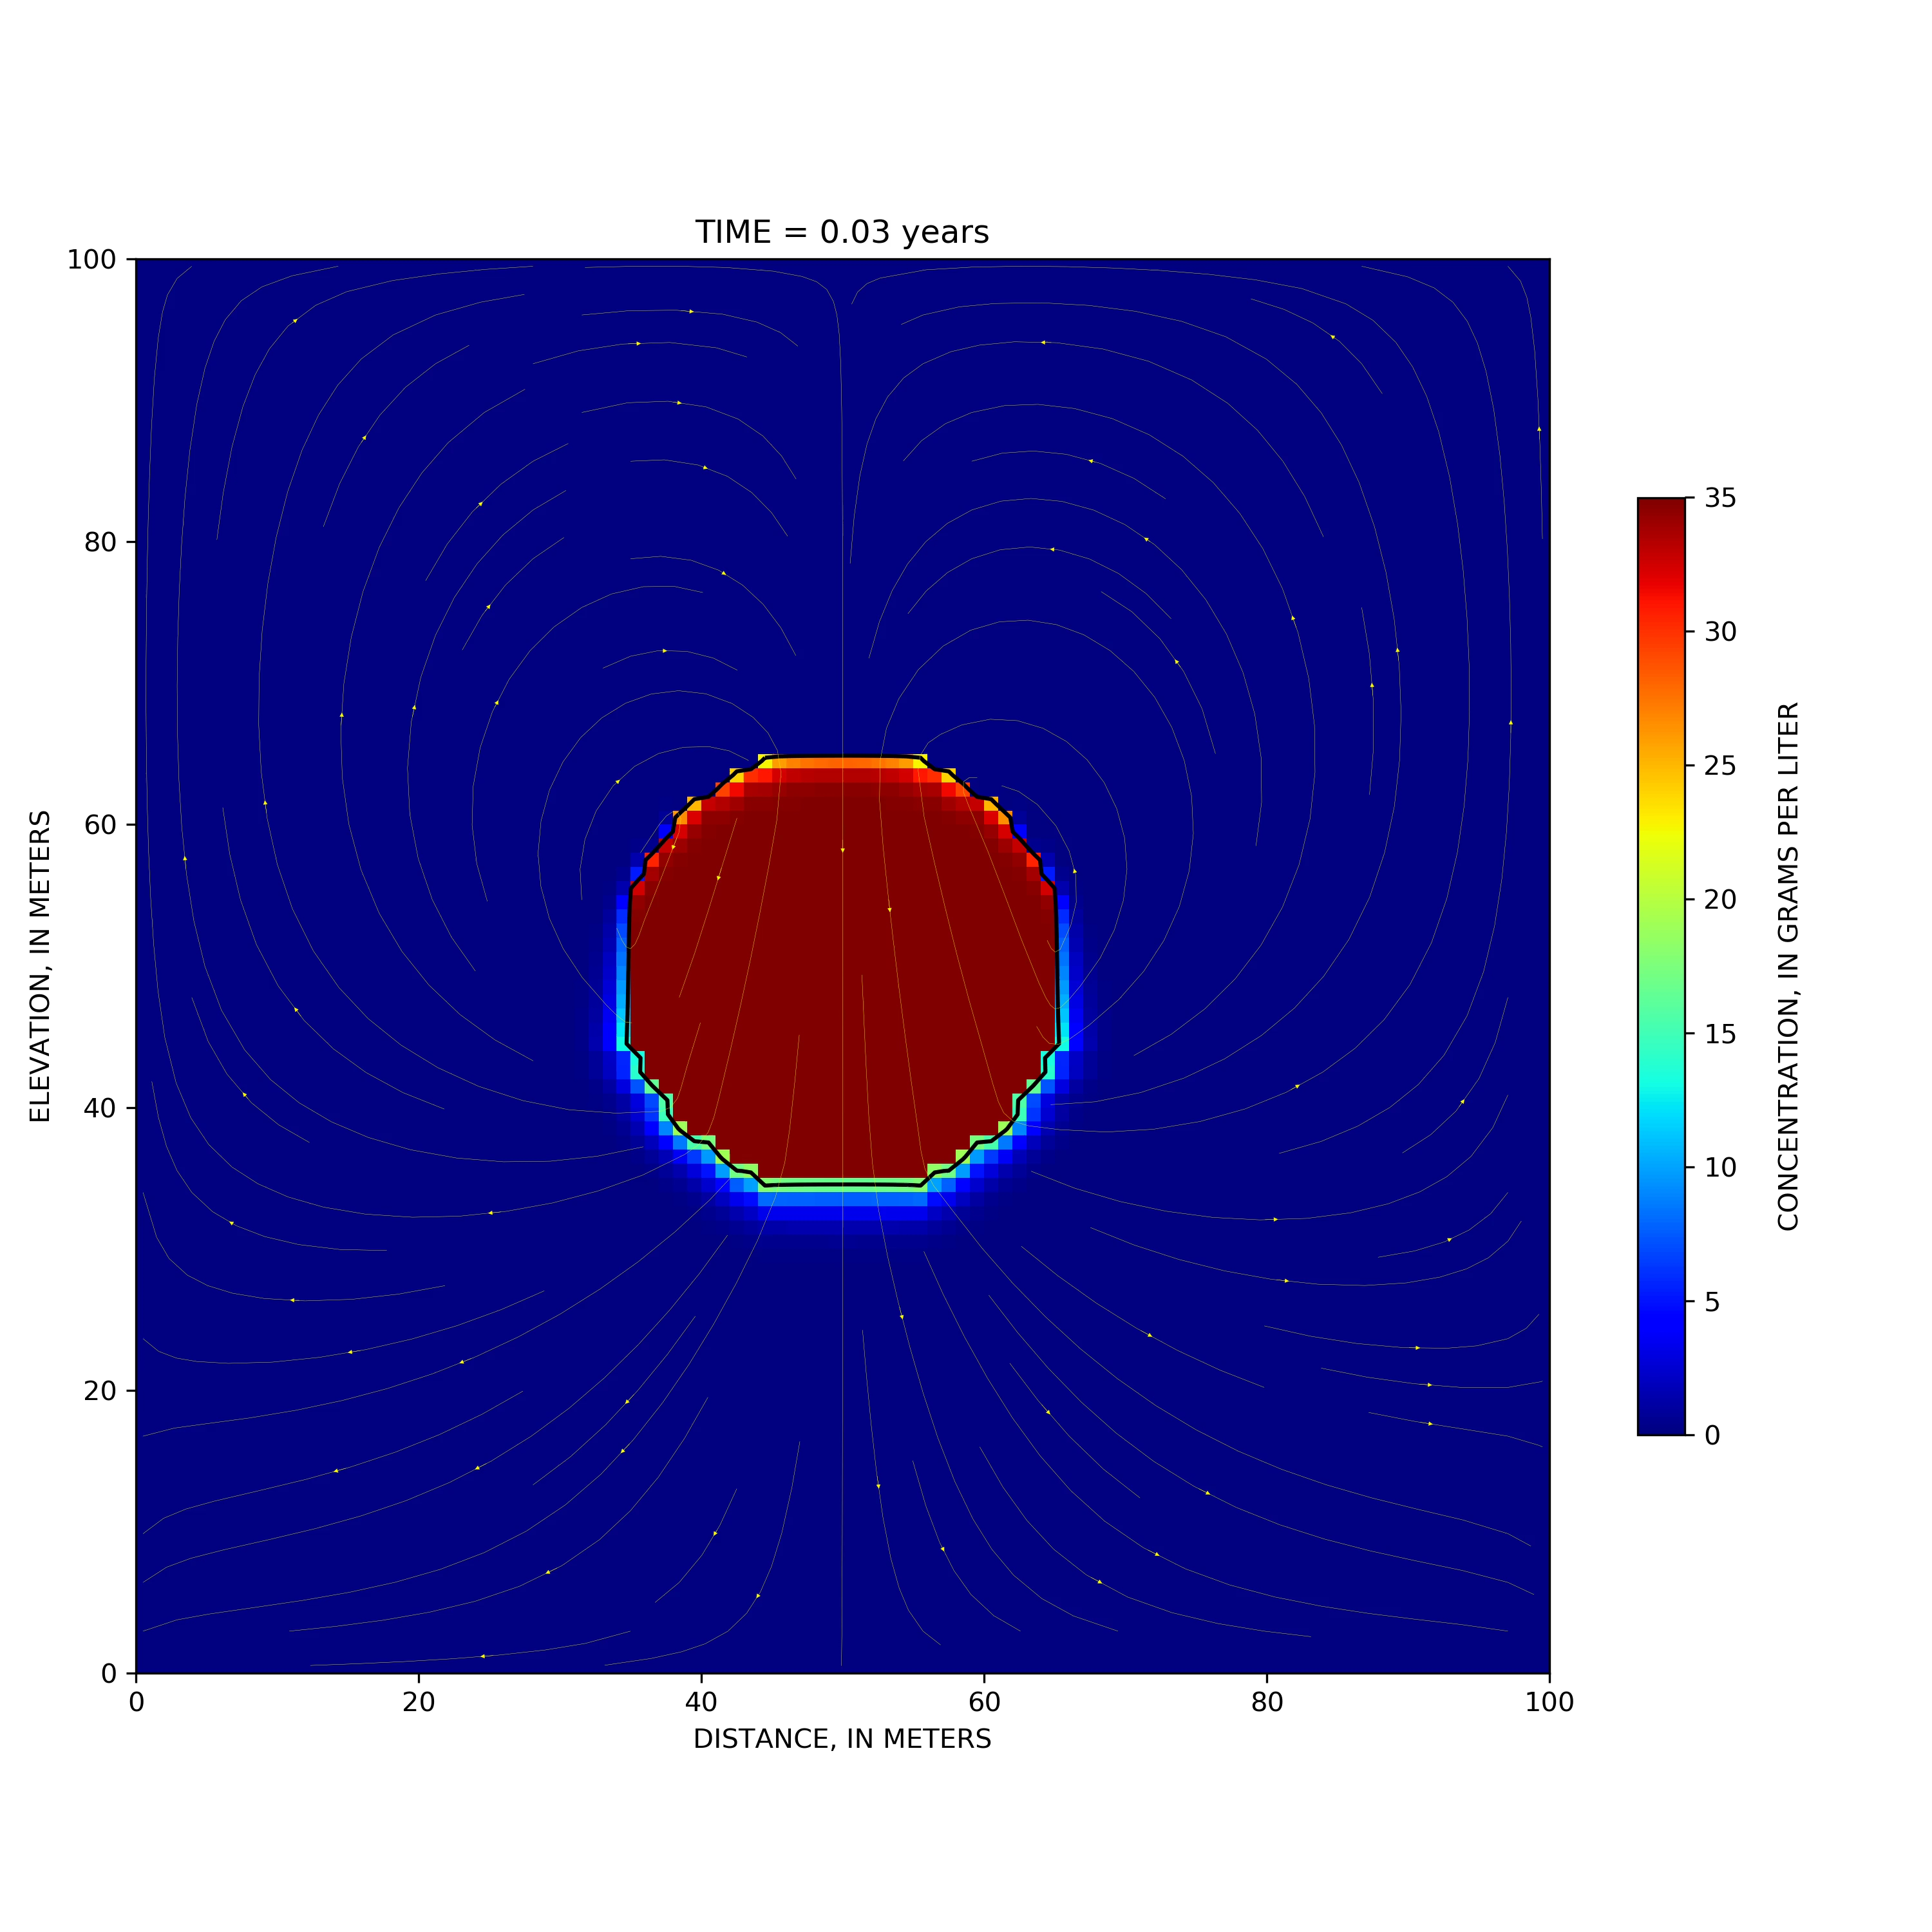 TIME = 0.03 years
100
80
60
40
20
0
ELEVATION, IN METERS
0 20 40 60 80 100
DISTANCE, IN METERS
35
30
25
20
15
10
5
0
CONCENTRATION, IN GRAMS PER LITER